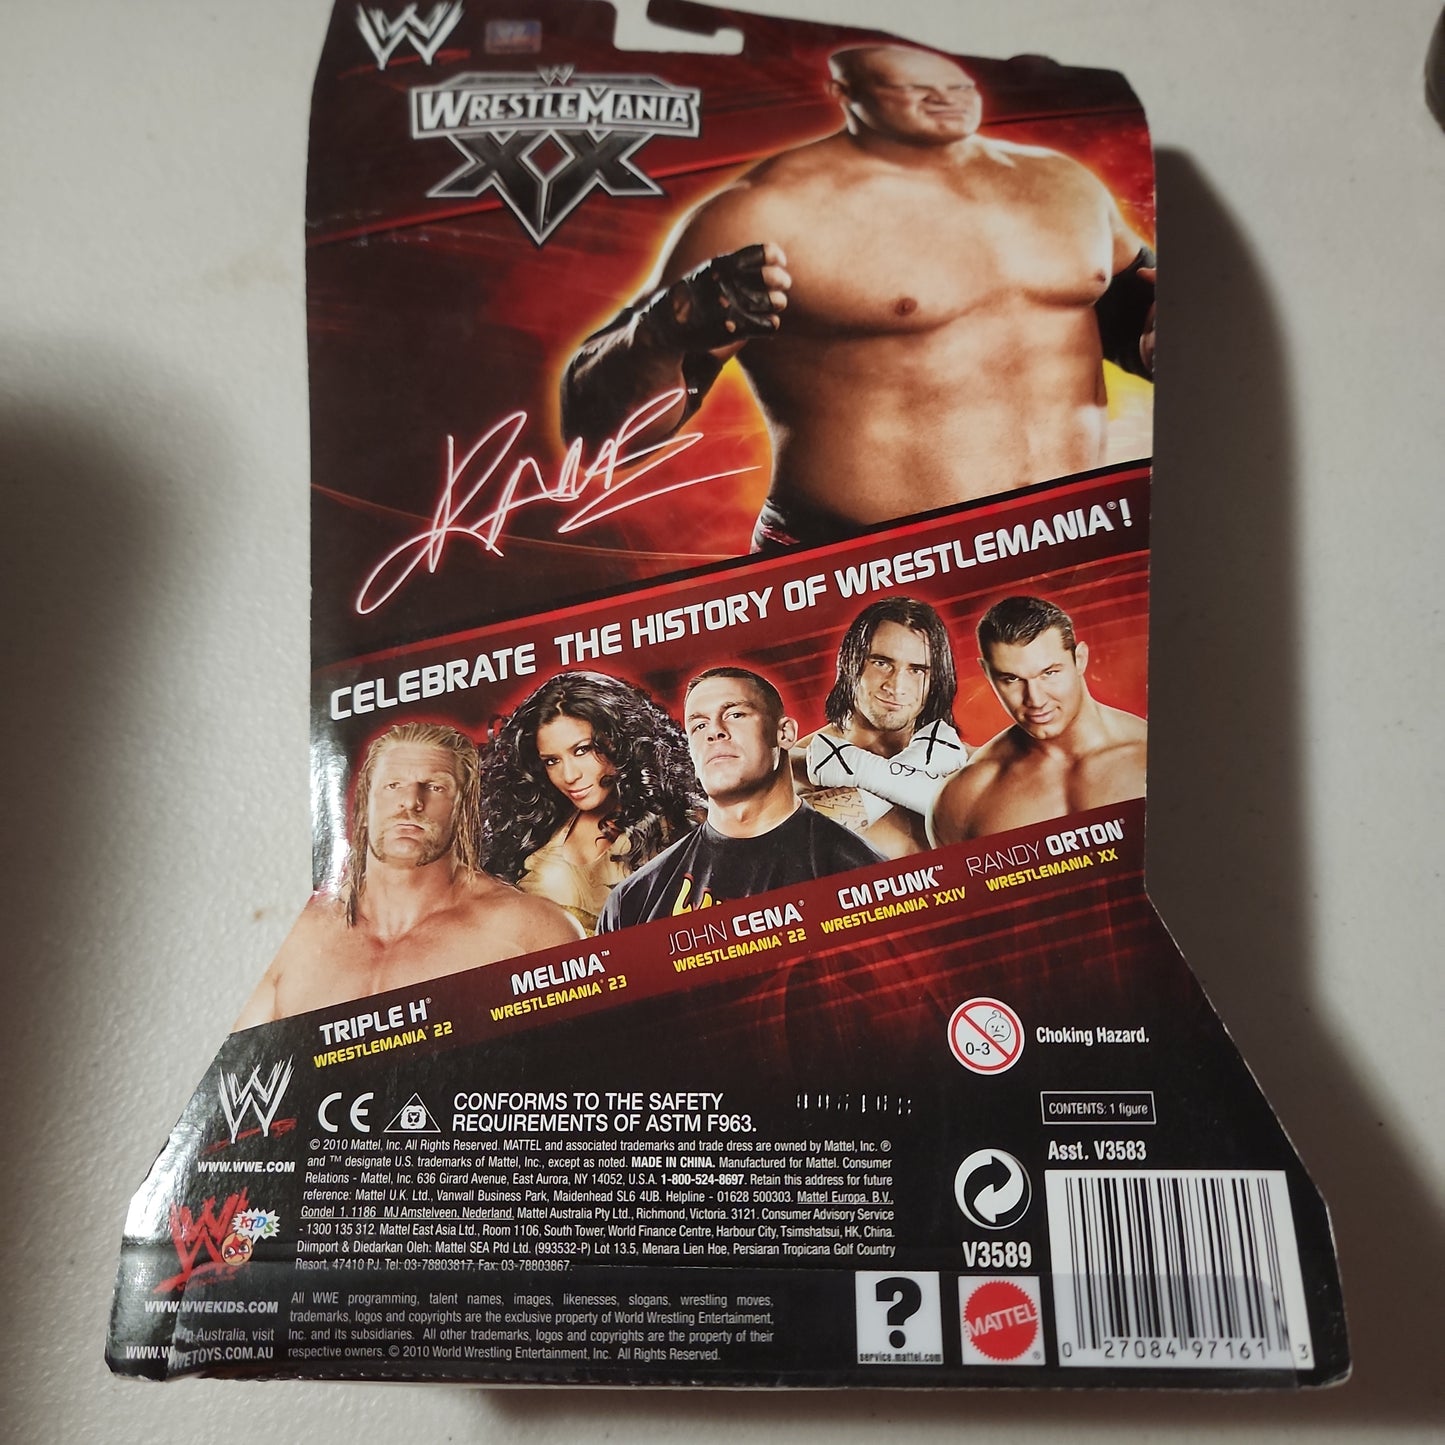 W
WRESTLEMANIA®
XX
KANE™
CELEBRATE THE HISTORY OF WRESTLEMANIA®!
X X
TRIPLE H®
WRESTLEMANIA® 22
MELINA™
WRESTLEMANIA® 23
JOHN CENA®
WRESTLEMANIA® 22
CM PUNK™
WRESTLEMANIA® XXIV
RANDY ORTON®
WRESTLEMANIA® XX
0-3
Choking Hazard.
W
WWW.WWE.COM
CE
CONFORMS TO THE SAFETY
REQUIREMENTS OF ASTM F963.
CONTENTS: 1 figure
Asst. V3583
© 2010 Mattel, Inc. All Rights Reserved. MATTEL and associated trademarks and trade dress are owned by Mattel, Inc. ®
and ™ designate U.S. trademarks of Mattel, Inc., except as noted. MADE IN CHINA. Manufactured for Mattel. Consumer
Relations - Mattel, Inc. 636 Girard Avenue, East Aurora, NY 14052, U.S.A. 1-800-524-8697. Retain this address for future
reference: Mattel U.K. Ltd., Vanwall Business Park, Maidenhead SL6 4UB. Helpline - 01628 500303. Mattel Europa. B.V.,
Gondel 1, 1186 MJ Amstelveen, Nederland. Mattel Australia Pty Ltd., Richmond, Victoria. 3121. Consumer Advisory Service
- 1300 135 312. Mattel East Asia Ltd., Room 1106, South Tower, World Finance Centre, Harbour City, Tsimshatsui, HK, China.
Diimport & Diedarkan Oleh: Mattel SEA Ptd Ltd. (993532-P) Lot 13.5, Menara Lien Hoe, Persiaran Tropicana Golf Country
Resort, 47410 PJ. Tel: 03-78803817, Fax: 03-78803867.
V3589
W KIDS
WWW.WWEKIDS.COM
In Australia, visit
WWW.WWETOYS.COM.AU
All WWE programming, talent names, images, likenesses, slogans, wrestling moves,
trademarks, logos and copyrights are the exclusive property of World Wrestling Entertainment,
Inc. and its subsidiaries. All other trademarks, logos and copyrights are the property of their
respective owners. © 2010 World Wrestling Entertainment, Inc. All Rights Reserved.
?
service.mattel.com
MATTEL®
0 27084 97161 3